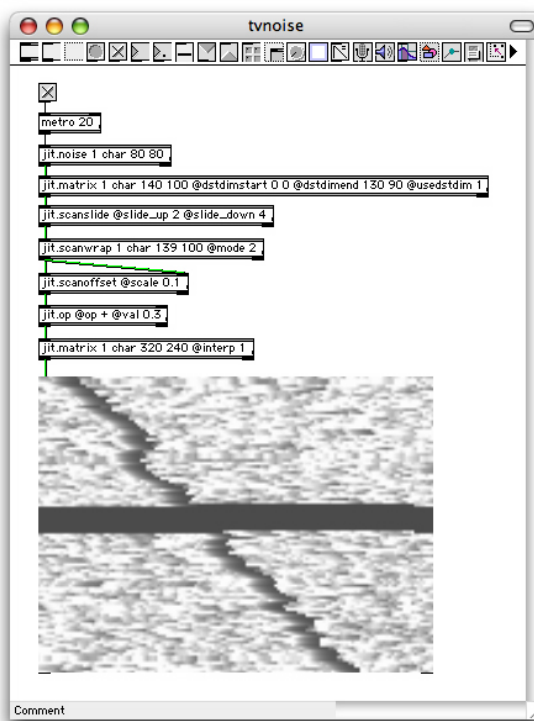 tvnoise
metro 20
jit.noise 1 char 80 80
jit.matrix 1 char 140 100 @dstdimstart 0 0 @dstdimend 130 90 @usedstdim 1
jit.scanslide @slide_up 2 @slide_down 4
jit.scanwrap 1 char 139 100 @mode 2
jit.scanoffset @scale 0.1
jit.op @op + @val 0.3
jit.matrix 1 char 320 240 @interp 1
Comment